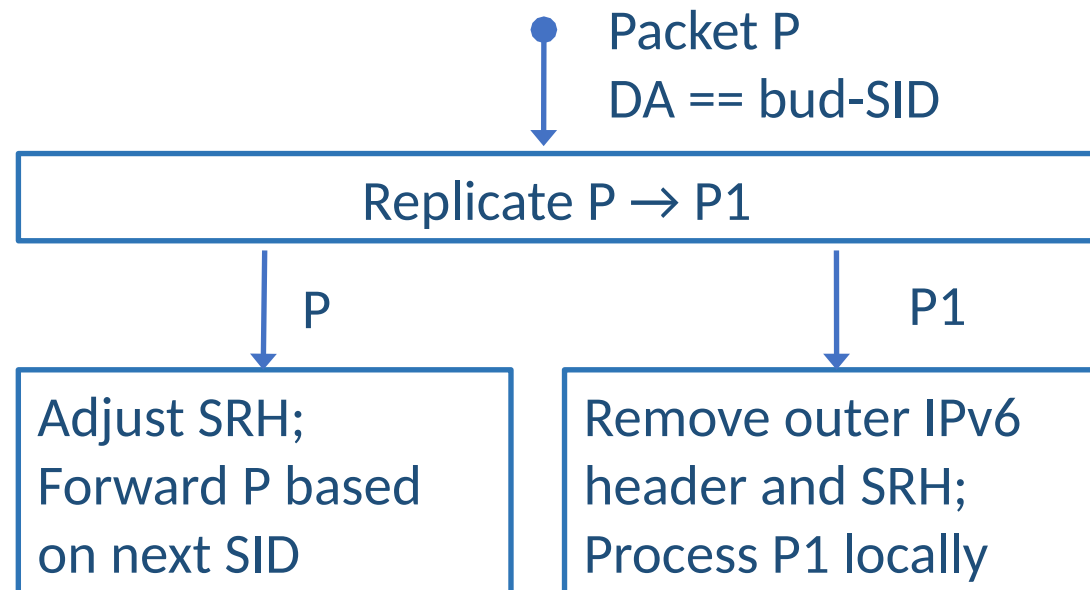 Packet P
DA == bud-SID
Replicate P → P1
P
P1
Adjust SRH;
Forward P based
on next SID
Remove outer IPv6
header and SRH;
Process P1 locally